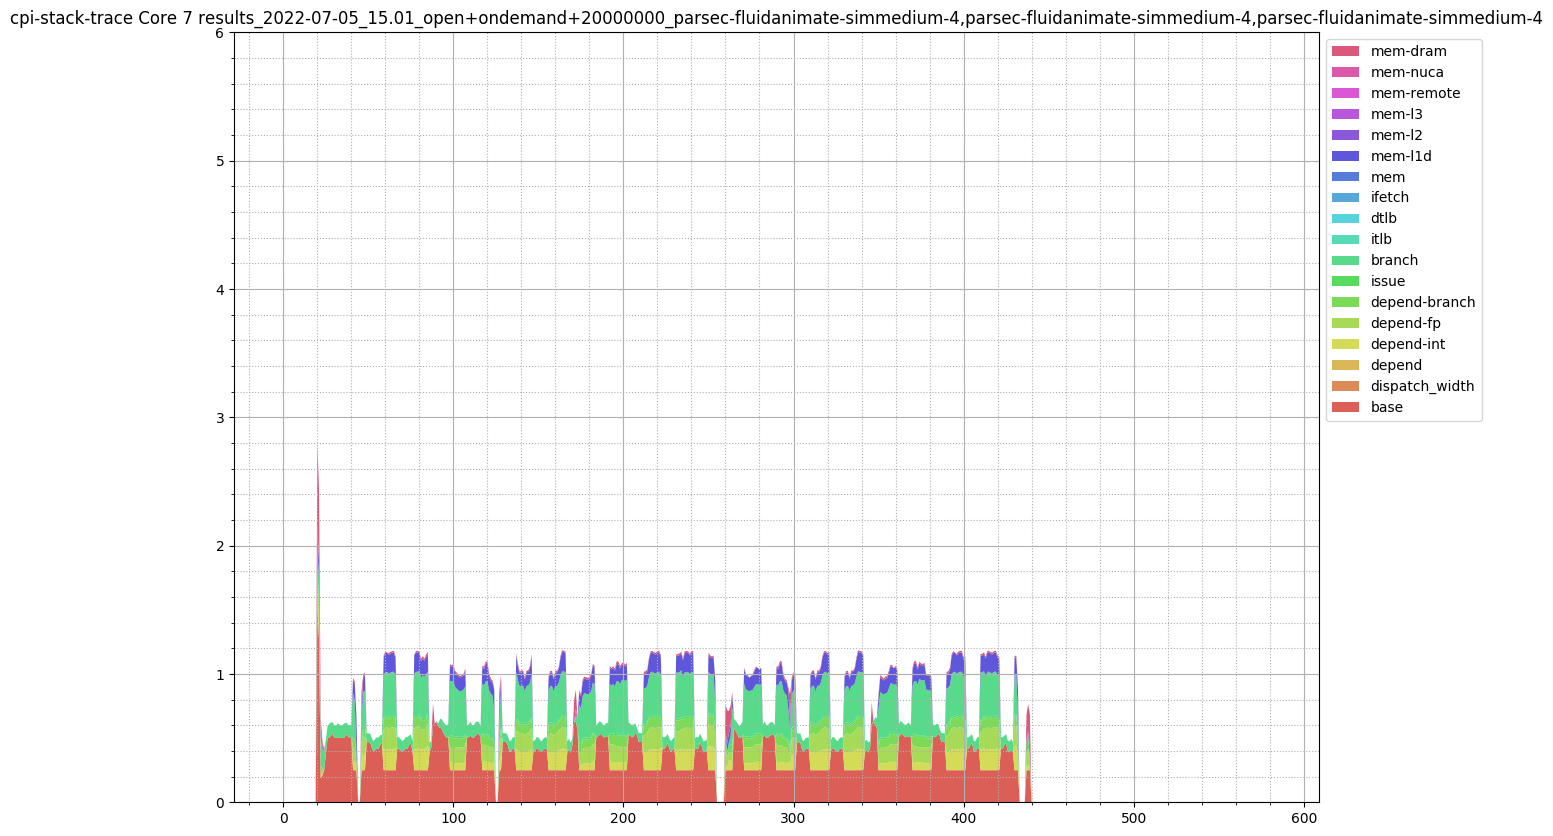 cpi-stack-trace Core 7 results_2022-07-05_15.01_open+ondemand+20000000_parsec-fluidanimate-simmedium-4,parsec-fluidanimate-simmedium-4,parsec-fluidanimate-simmedium-4
6
5
4
3
2
1
0
0 100 200 300 400 500 600
mem-dram
mem-nuca
mem-remote
mem-l3
mem-l2
mem-l1d
mem
ifetch
dtlb
itlb
branch
issue
depend-branch
depend-fp
depend-int
depend
dispatch_width
base